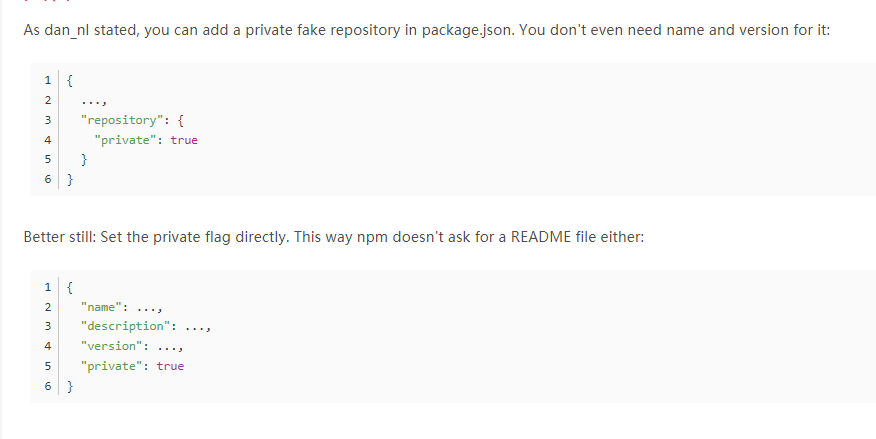 As dan_nl stated, you can add a private fake repository in package.json. You don't even need name and version for it:
1 {
2   ...,
3   "repository": {
4     "private": true
5   }
6 }
Better still: Set the private flag directly. This way npm doesn't ask for a README file either:
1 {
2   "name": ...,
3   "description": ...,
4   "version": ...,
5   "private": true
6 }